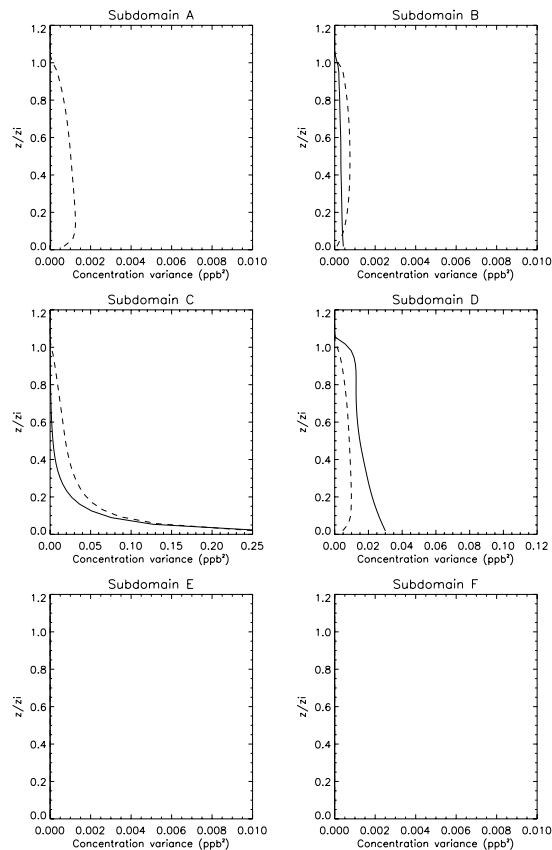 Subdomain A
1.2
1.0
0.8
0.6
0.4
0.2
0.0
z/zi
0.000 0.002 0.004 0.006 0.008 0.010
Concentration variance (ppb²)
Subdomain B
1.2
1.0
0.8
0.6
0.4
0.2
0.0
z/zi
0.000 0.002 0.004 0.006 0.008 0.010
Concentration variance (ppb²)
Subdomain C
1.2
1.0
0.8
0.6
0.4
0.2
0.0
z/zi
0.00 0.05 0.10 0.15 0.20 0.25
Concentration variance (ppb²)
Subdomain D
1.2
1.0
0.8
0.6
0.4
0.2
0.0
z/zi
0.00 0.02 0.04 0.06 0.08 0.10 0.12
Concentration variance (ppb²)
Subdomain E
1.2
1.0
0.8
0.6
0.4
0.2
0.0
z/zi
0.000 0.002 0.004 0.006 0.008 0.010
Concentration variance (ppb²)
Subdomain F
1.2
1.0
0.8
0.6
0.4
0.2
0.0
z/zi
0.000 0.002 0.004 0.006 0.008 0.010
Concentration variance (ppb²)